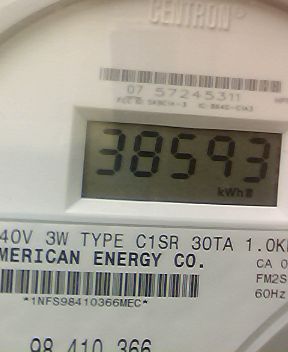 CENTRON®
07 57245311
38593
kWh
40V 3W TYPE C1SR 30TA 1.0K
MERICAN ENERGY CO.
CA 0
FM2S
60Hz
*1NFS98410366MEC*
98 410 366